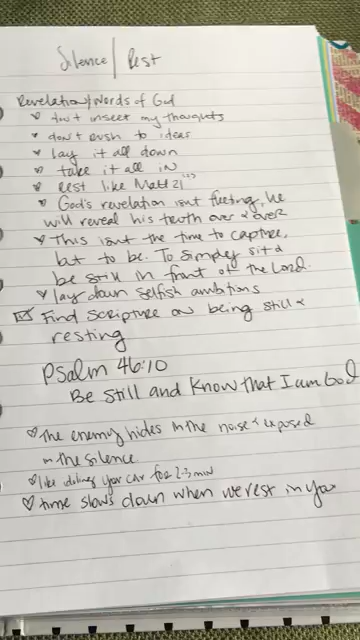 Silence / Rest
Revelation/Words of God
♥ don't insert my thoughts
♥ don't push to ideas
♥ lay it all down
♥ take it all in
♥ Rest like Matt 21
♥ God's revelation isnt fleeting, he
will reveal his truth over & over
♥ This isnt the time to capture,
but to be. To simply sit &
be still in front of the Lord.
♥ lay down selfish ambitions
☑ Find Scripture on being still &
resting
Psalm 46:10
Be Still and Know that I am God
♥ The enemy hides in the noise & exposed
in the silence
♥ like idling your car for 2-3 min
♥ time slows down when we rest in you